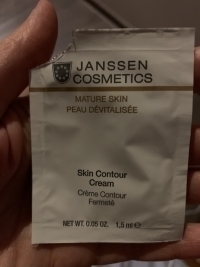 JANSSEN
COSMETICS
MATURE SKIN
PEAU DÉVITALISÉE
Skin Contour
Cream
Crème Contour
Fermeté
NET WT. 0.05 OZ. 1.5 ml ℮